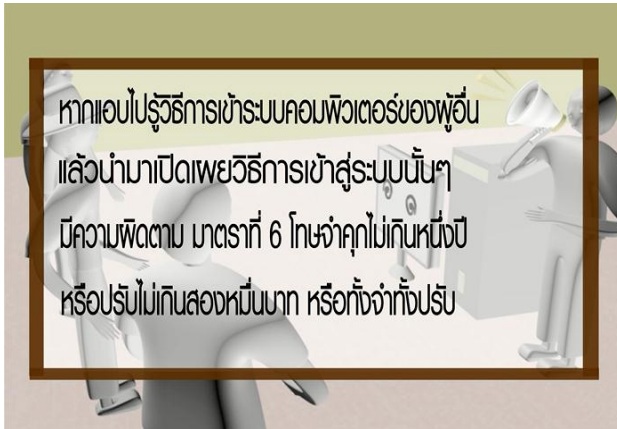 หากแอบไปรู้วิธีการเข้าระบบคอมพิวเตอร์ของผู้อื่น
แล้วนำมาเปิดเผยวิธีการเข้าสู่ระบบนั้นๆ
มีความผิดตาม มาตราที่ 6 โทษจำคุกไม่เกินหนึ่งปี
หรือปรับไม่เกินสองหมื่นบาท หรือทั้งจำทั้งปรับ